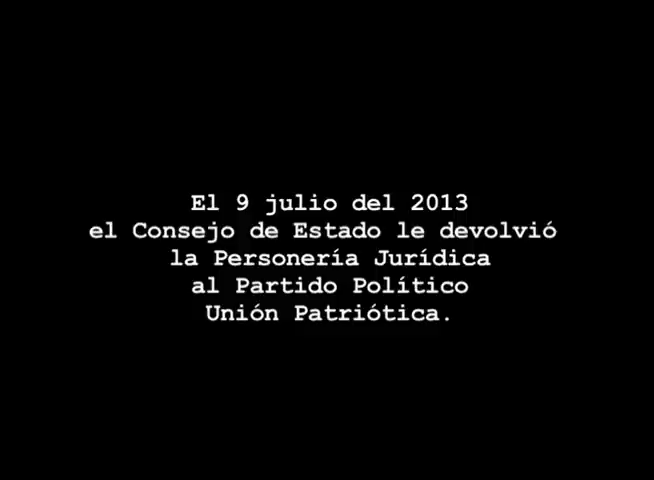 El 9 julio del 2013
el Consejo de Estado le devolvió
la Personería Jurídica
al Partido Político
Unión Patriótica.